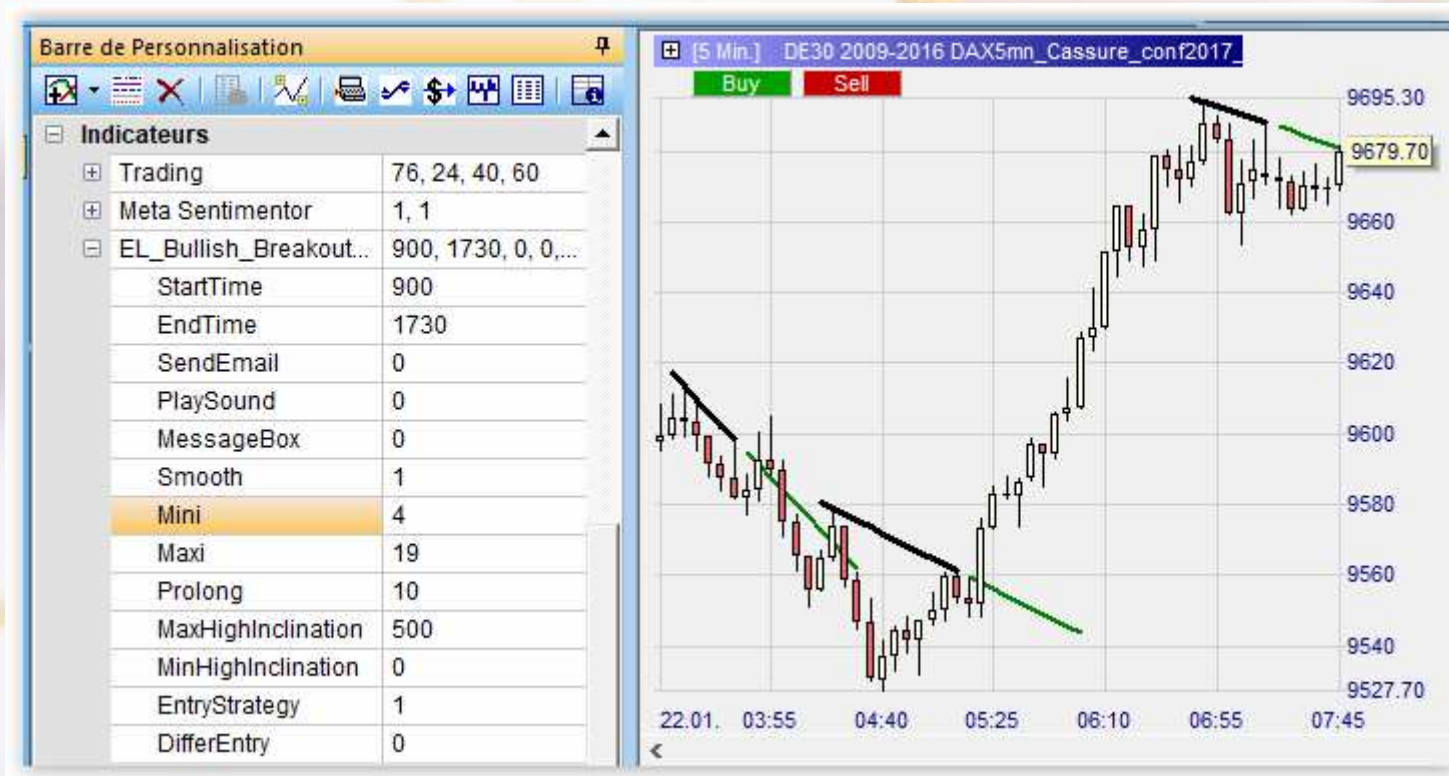 Barre de Personnalisation
Indicateurs
Trading 76, 24, 40, 60
Meta Sentimentor 1, 1
EL_Bullish_Breakout... 900, 1730, 0, 0,...
StartTime 900
EndTime 1730
SendEmail 0
PlaySound 0
MessageBox 0
Smooth 1
Mini 4
Maxi 19
Prolong 10
MaxHighInclination 500
MinHighInclination 0
EntryStrategy 1
DifferEntry 0
[5 Min.] DE30 2009-2016 DAX5mn_Cassure_conf2017_
Buy Sell
9695.30
9679.70
9660
9640
9620
9600
9580
9560
9540
9527.70
22.01. 03:55 04:40 05:25 06:10 06:55 07:45